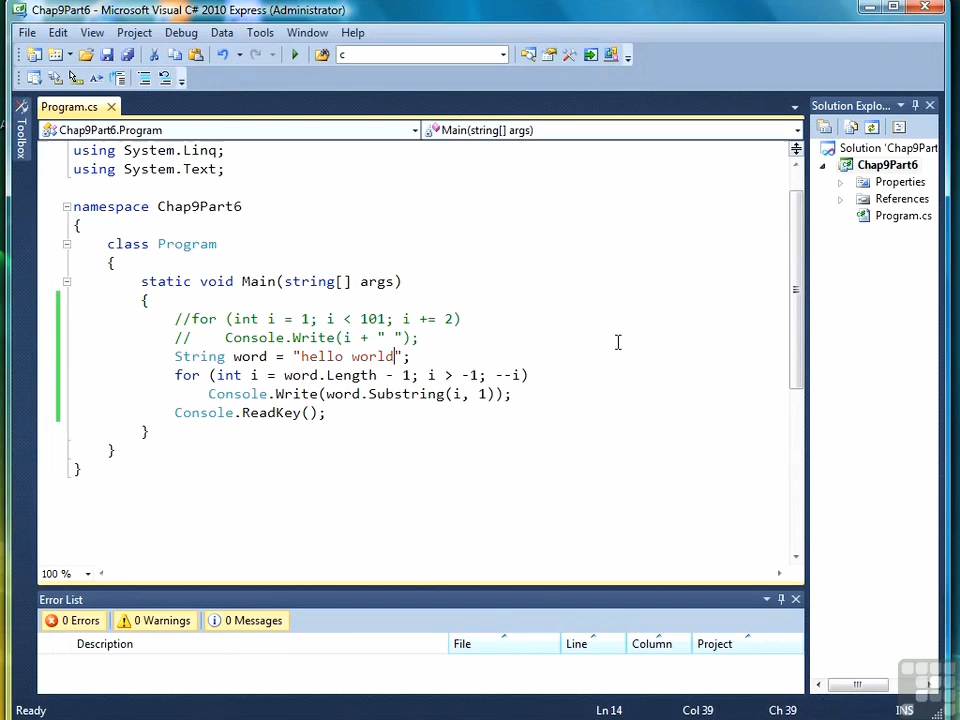 Chap9Part6 - Microsoft Visual C# 2010 Express (Administrator)
File Edit View Project Debug Data Tools Window Help
c
Program.cs
Solution Explo...
Chap9Part6.Program Main(string[] args)
Toolbox
Solution 'Chap9Part
Chap9Part6
Properties
References
Program.cs
using System.Linq;
using System.Text;
namespace Chap9Part6
{
class Program
{
static void Main(string[] args)
{
//for (int i = 1; i < 101; i += 2)
// Console.Write(i + " ");
String word = "hello world";
for (int i = word.Length - 1; i > -1; --i)
Console.Write(word.Substring(i, 1));
Console.ReadKey();
}
}
}
100 %
Error List
0 Errors 0 Warnings 0 Messages
Description File Line Column Project
Ready Ln 14 Col 39 Ch 39 INS